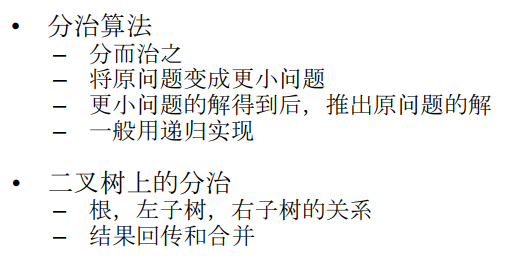 • 分治算法
– 分而治之
– 将原问题变成更小问题
– 更小问题的解得到后，推出原问题的解
– 一般用递归实现
• 二叉树上的分治
– 根，左子树，右子树的关系
– 结果回传和合并